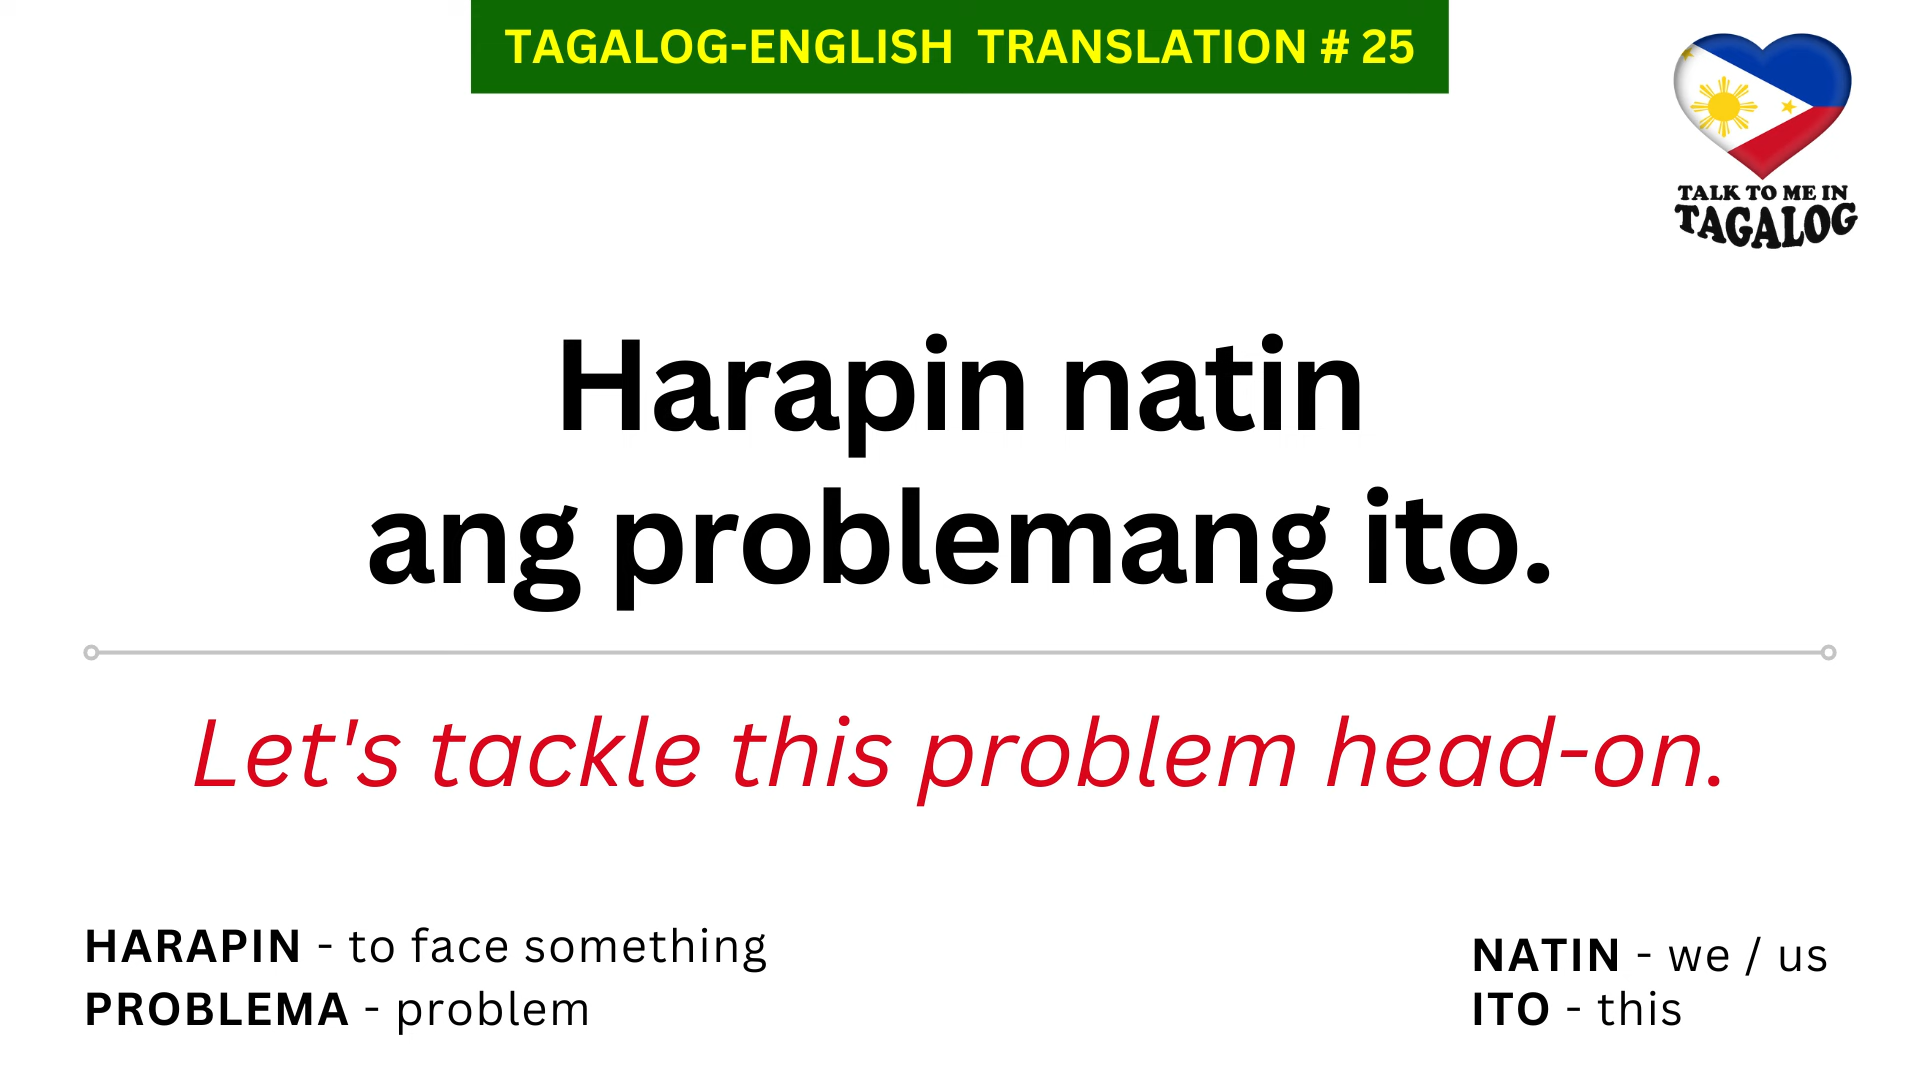 TAGALOG-ENGLISH TRANSLATION # 25
TALK TO ME IN
TAGALOG
Harapin natin
ang problemang ito.
Let's tackle this problem head-on.
HARAPIN - to face something
PROBLEMA - problem
NATIN - we / us
ITO - this